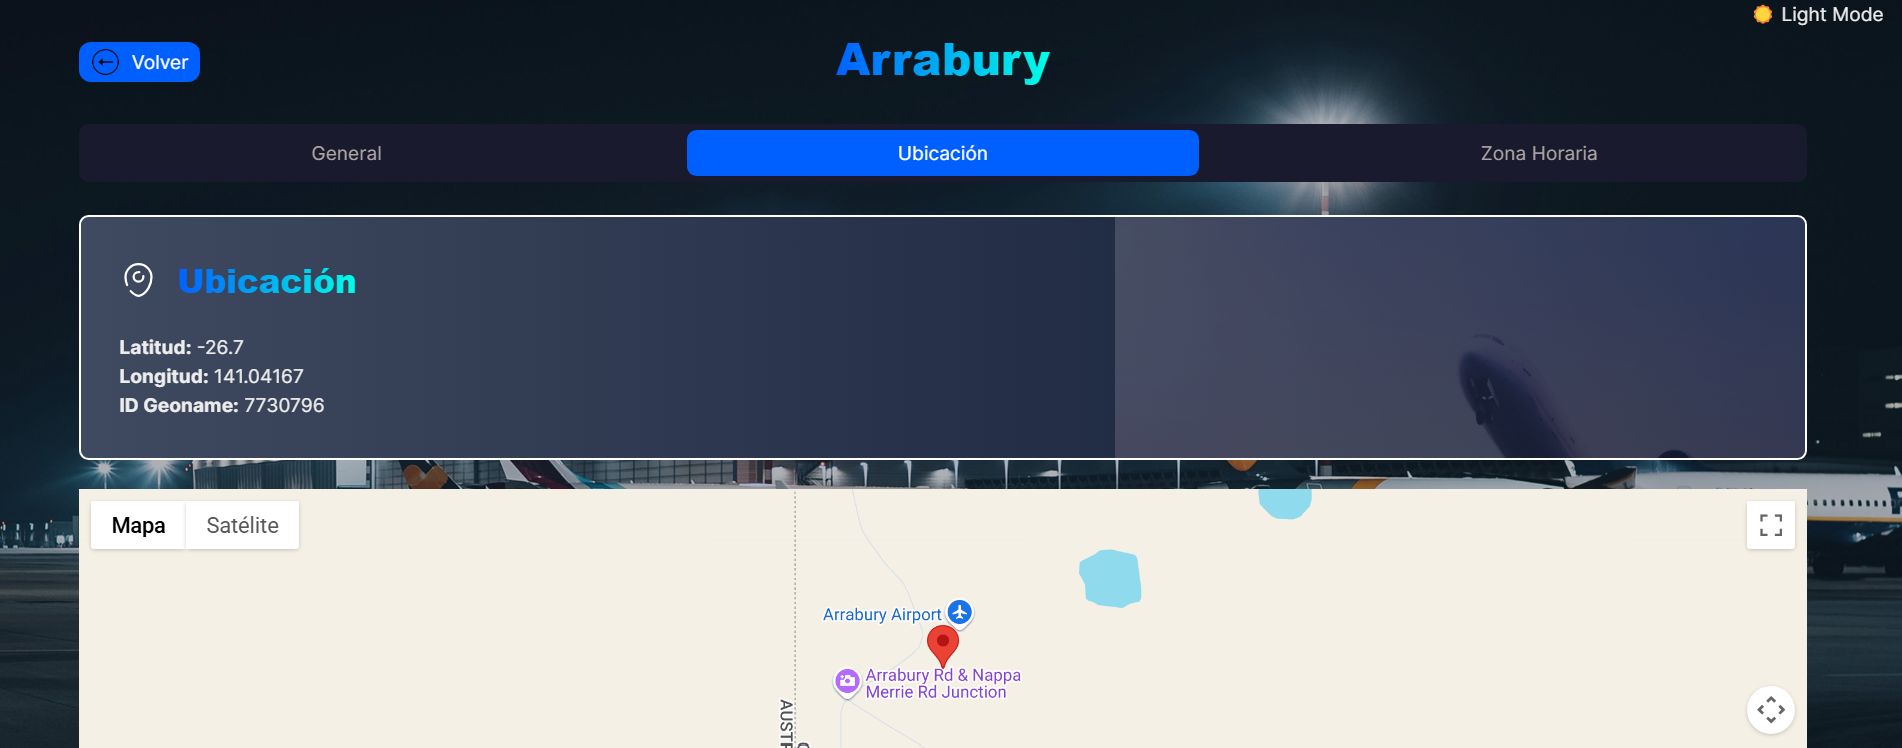 Light Mode
Volver
Arrabury
General
Ubicación
Zona Horaria
Ubicación
Latitud: -26.7
Longitud: 141.04167
ID Geoname: 7730796
Mapa
Satélite
Arrabury Airport
Arrabury Rd & Nappa
Merrie Rd Junction